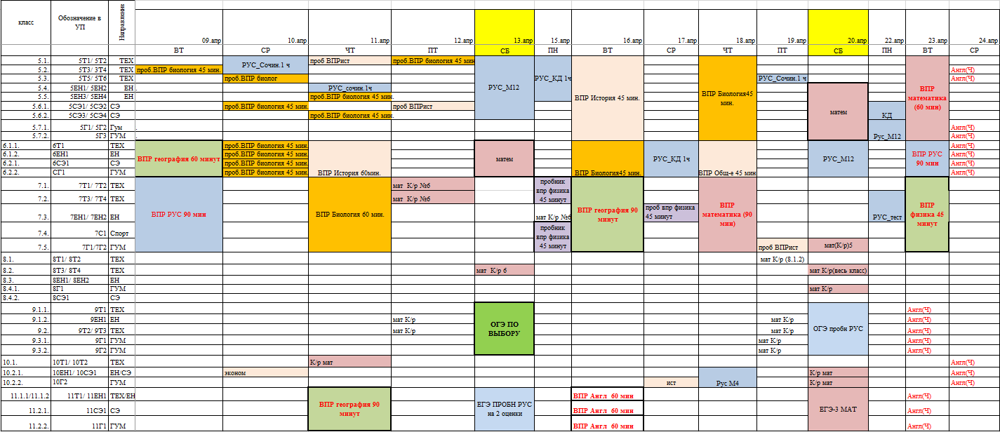 класс Обозначение в УП Направление 09.апр 10.апр 11.апр 12.апр 13.апр 15.апр 16.апр 17.апр 18.апр 19.апр 20.апр 22.апр 23.апр 24.апр
ВТ СР ЧТ ПТ СБ ПН ВТ СР ЧТ ПТ СБ ПН ВТ СР
5.1. 5Т1/ 5Т2 ТЕХ РУС_Сочин.1 ч проб ВПРист проб.ВПР биология 45 мин РУС_М12 РУС_КД 1ч ВПР История 45 мин. ВПР Биология45 мин. ВПР математика (60 мин)
5.2. 5Т3/ 3Т4 ТЕХ проб.ВПР биология 45 мин. Англ(Ч)
5.3. 5Т5/ 5Т6 ТЕХ проб.ВПР биолог РУС_Сочин.1 ч Англ(Ч)
5.4. 5ЕН1/ 5ЕН2 ЕН . РУС_сочин.1ч матем
5.5. 5ЕН3/ 5ЕН4 ЕН проб.ВПР биология 45 мин.
5.6.1. 5СЭ1/ 5СЭ2 СЭ проб.ВПР биология 45 мин. проб ВПРист КД
5.6.2. 5СЭ3/ 5СЭ4 СЭ проб.ВПР биология 45 мин.
5.7.1. 5Г1/ 5Г2 Гум . Рус_М12 Англ(Ч)
5.7.2. 5Г3 ГУМ Англ(Ч)
6.1.1. 6Т1 ТЕХ ВПР география 60 минут проб.ВПР биология 45 мин. ВПР История 60мин. матем ВПР Биология45 мин. РУС_КД 1ч ВПР Общ-е 45 мин РУС_М12 ВПР РУС 90 мин Англ(Ч)
6.1.2. 6ЕН1 ЕН проб.ВПР биология 45 мин. Англ(Ч)
6.2.1. 6СЭ1 СЭ проб.ВПР биология 45 мин. Англ(Ч)
6.2.2. СГ1 ГУМ проб.ВПР биология 45 мин. Англ(Ч)
7.1. 7Т1/ 7Т2 ТЕХ ВПР РУС 90 мин ВПР Биология 60 мин. мат К/р №6 пробник впр физика 45 минут ВПР география 90 минут ВПР математика (90 мин) ВПР физика 45 минут
7.2. 7Т3/ 7Т4 ТЕХ мат К/р №6 РУС_тест
7.3. 7ЕН1/ 7ЕН2 ЕН мат К/р №6 проб впр физика 45 минут
7.4. 7С1 Спорт пробник впр физика 45 минут
7.5. 7Г1/7Г2 ГУМ проб ВПРист мат(К/р)5
8.1. 8Т1/ 8Т2 ТЕХ мат К/р (8.1.2)
8.2. 8Т3/ 8Т4 ТЕХ мат К/р 6 мат К/р(весь класс)
8.3. 8ЕН1/ 8ЕН2 ЕН
8.4.1. 8Г1 ГУМ мат К/р
8.4.2. 8СЭ1 СЭ
9.1.1. 9Т1 ТЕХ ОГЭ ПО ВЫБОРУ ОГЭ пробн РУС Англ(Ч)
9.1.2. 9ЕН1 ЕН мат К/р мат К/р Англ(Ч)
9.2. 9Т2/ 9Т3 ТЕХ мат К/р мат К/р Англ(Ч)
9.3.1. 9Г1 ГУМ мат К/р Англ(Ч)
9.3.2. 9Г2 ГУМ мат К/р Англ(Ч)
10.1. 10Т1/ 10Т2 ТЕХ К/р мат Англ(Ч)
10.2.1. 10ЕН1/ 10СЭ1 ЕН/СЭ эконом Рус М4 К/р мат Англ(Ч)
10.2.2. 10Г2 ГУМ ист К/р мат Англ(Ч)
11.1.1/11.1.2 11Т1/ 11ЕН1 ТЕХ/ЕН ВПР география 90 минут ЕГЭ ПРОБН РУС на 2 оценки ВПР Англ 60 мин ЕГЭ-3 МАТ Англ(Ч)
11.2.1. 11СЭ1 СЭ ВПР Англ 60 мин Англ(Ч)
11.2.2. 11Г1 ГУМ ВПР Англ 60 мин Англ(Ч)